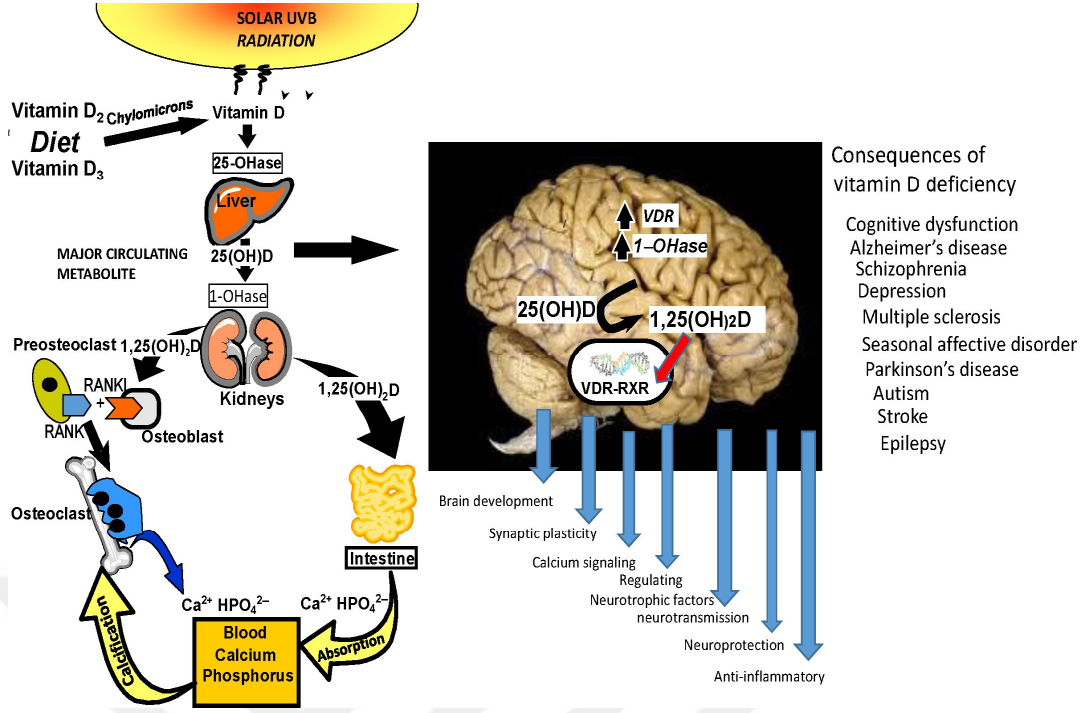 SOLAR UVB
RADIATION
Vitamin D₂
Chylomicrons
Diet
Vitamin D₃
Vitamin D
25-OHase
Liver
MAJOR CIRCULATING
METABOLITE
25(OH)D
1-OHase
Preosteoclast
1,25(OH)₂D
RANKl
+
RANK
Osteoblast
Kidneys
1,25(OH)₂D
Osteoclast
Intestine
Ca²⁺ HPO₄²⁻
Ca²⁺ HPO₄²⁻
Calcification
Blood
Calcium
Phosphorus
Absorption
VDR
1–OHase
25(OH)D
1,25(OH)₂D
VDR-RXR
Brain development
Synaptic plasticity
Calcium signaling
Regulating
Neurotrophic factors
neurotransmission
Neuroprotection
Anti-inflammatory
Consequences of
vitamin D deficiency
Cognitive dysfunction
Alzheimer’s disease
Schizophrenia
Depression
Multiple sclerosis
Seasonal affective disorder
Parkinson’s disease
Autism
Stroke
Epilepsy